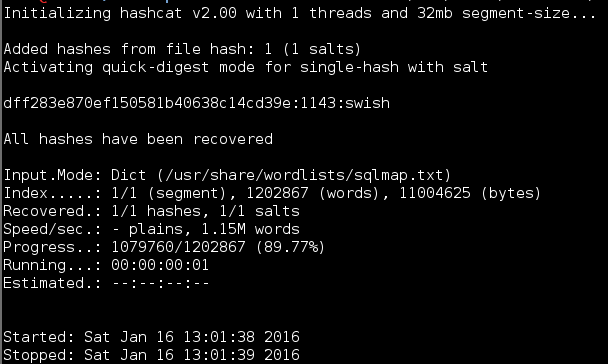 Initializing hashcat v2.00 with 1 threads and 32mb segment-size...
Added hashes from file hash: 1 (1 salts)
Activating quick-digest mode for single-hash with salt
dff283e870ef150581b40638c14cd39e:1143:swish
All hashes have been recovered
Input.Mode: Dict (/usr/share/wordlists/sqlmap.txt)
Index.....: 1/1 (segment), 1202867 (words), 11004625 (bytes)
Recovered.: 1/1 hashes, 1/1 salts
Speed/sec.: - plains, 1.15M words
Progress..: 1079760/1202867 (89.77%)
Running...: 00:00:00:01
Estimated.: --:--:--:--
Started: Sat Jan 16 13:01:38 2016
Stopped: Sat Jan 16 13:01:39 2016